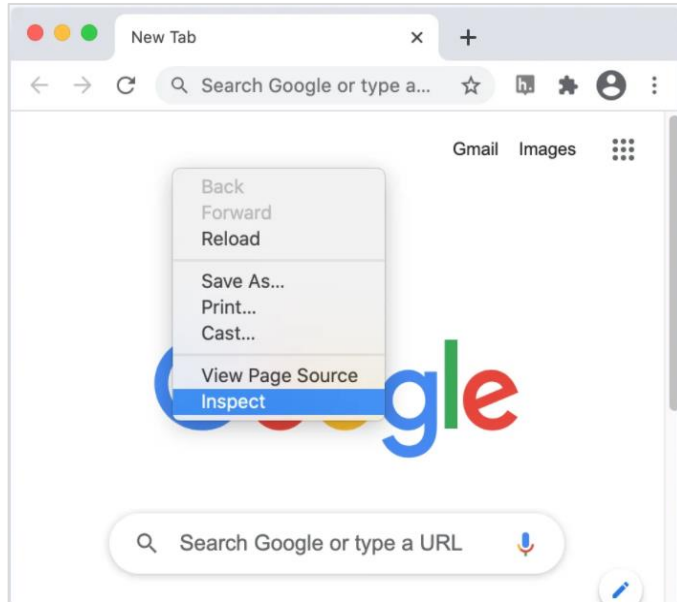 New Tab
Search Google or type a...
h.
Gmail Images
Back
Forward
Reload
Save As...
Print...
Cast...
View Page Source
Inspect
gle
Search Google or type a URL